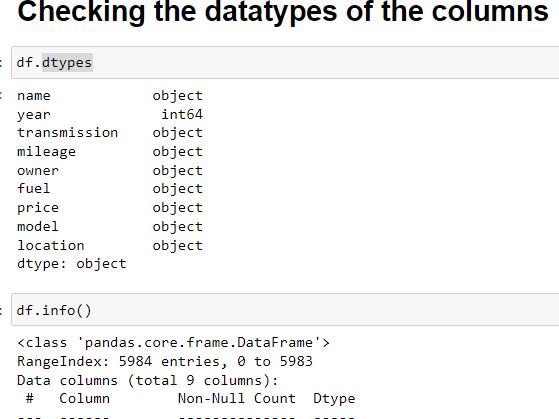 Checking the datatypes of the columns
df.dtypes
name object
year int64
transmission object
mileage object
owner object
fuel object
price object
model object
location object
dtype: object
df.info()
<class 'pandas.core.frame.DataFrame'>
RangeIndex: 5984 entries, 0 to 5983
Data columns (total 9 columns):
# Column Non-Null Count Dtype
--- ------ -------------- -----